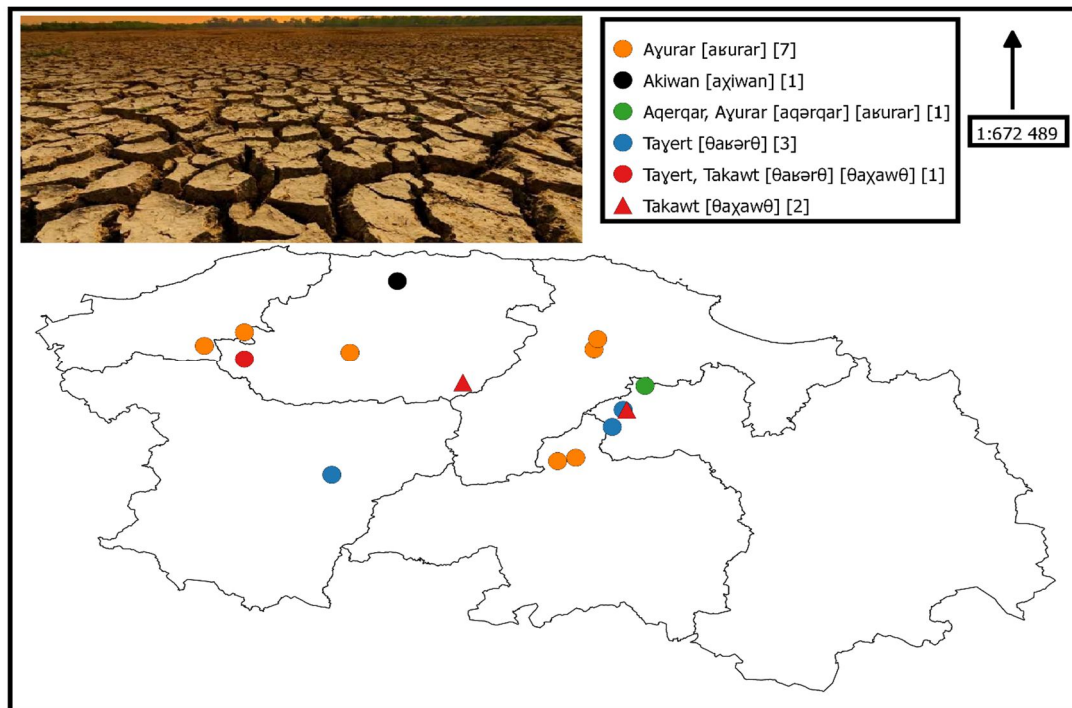 Aɣurar [aʁurar] [7]
Akiwan [aχiwan] [1]
Aqerqar, Aɣurar [aqərqar] [aʁurar] [1]
Taɣert [θaʁərθ] [3]
Taɣert, Takawt [θaʁərθ] [θaχawθ] [1]
Takawt [θaχawθ] [2]
1:672 489